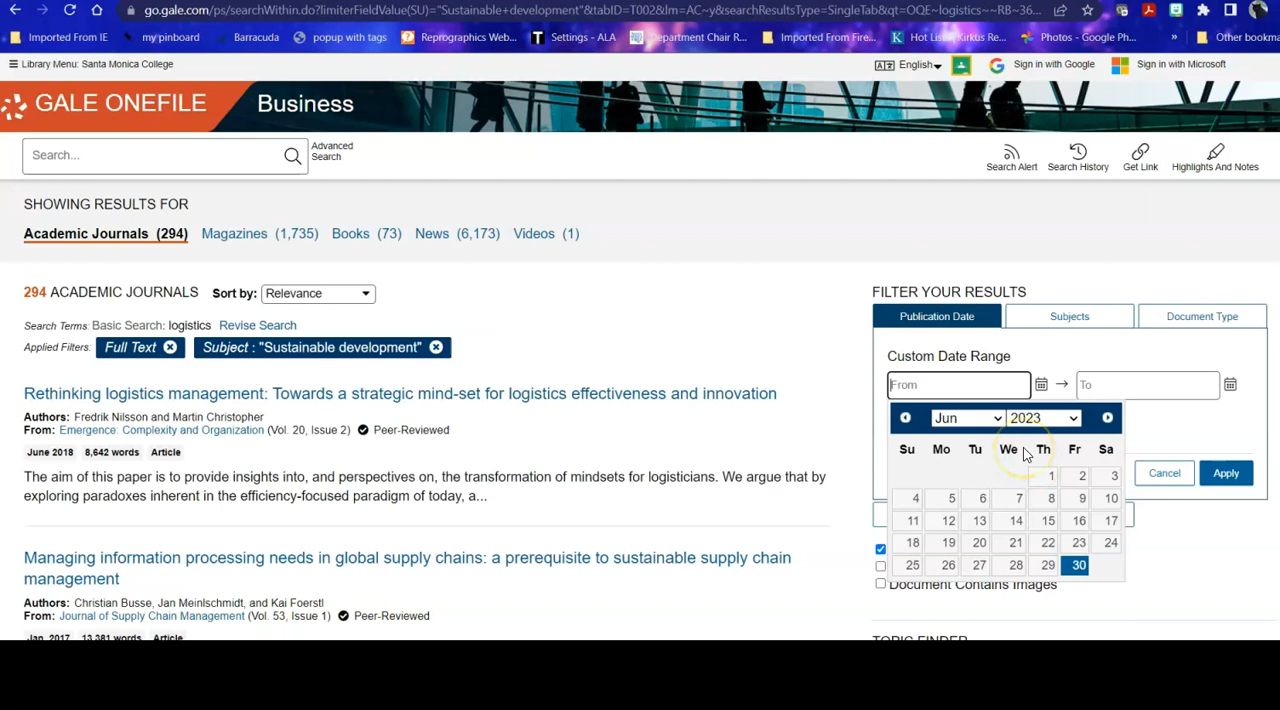 go.gale.com/ps/searchWithin.do?limiterFieldValue(SU)="Sustainable+development"&tabID=T002&lm=AC~y&searchResultsType=SingleTab&qt=OQE~logistics~~RB~36...
Imported From IE my pinboard Barracuda popup with tags Reprographics Web... Settings - ALA Department Chair R... Imported From Fire... Hot List | Kirkus Re... Photos - Google Ph... » Other bookma
Library Menu: Santa Monica College English Sign in with Google Sign in with Microsoft
GALE ONEFILE Business
Search... Advanced
Search
Search Alert Search History Get Link Highlights And Notes
SHOWING RESULTS FOR
Academic Journals (294) Magazines (1,735) Books (73) News (6,173) Videos (1)
294 ACADEMIC JOURNALS Sort by: Relevance
Search Terms: Basic Search: logistics Revise Search
Applied Filters: Full Text Subject : "Sustainable development"
Rethinking logistics management: Towards a strategic mind-set for logistics effectiveness and innovation
Authors: Fredrik Nilsson and Martin Christopher
From: Emergence: Complexity and Organization (Vol. 20, Issue 2) Peer-Reviewed
June 2018 8,642 words Article
The aim of this paper is to provide insights into, and perspectives on, the transformation of mindsets for logisticians. We argue that by
exploring paradoxes inherent in the efficiency-focused paradigm of today, a...
Managing information processing needs in global supply chains: a prerequisite to sustainable supply chain
management
Authors: Christian Busse, Jan Meinlschmidt, and Kai Foerstl
From: Journal of Supply Chain Management (Vol. 53, Issue 1) Peer-Reviewed
Jan. 2017 13,381 words Article
FILTER YOUR RESULTS
Publication Date Subjects Document Type
Custom Date Range
From → To
Jun 2023
Su Mo Tu We Th Fr Sa
1 2 3
4 5 6 7 8 9 10
11 12 13 14 15 16 17
18 19 20 21 22 23 24
25 26 27 28 29 30
Cancel Apply
Document Contains Images
TOPIC FINDER